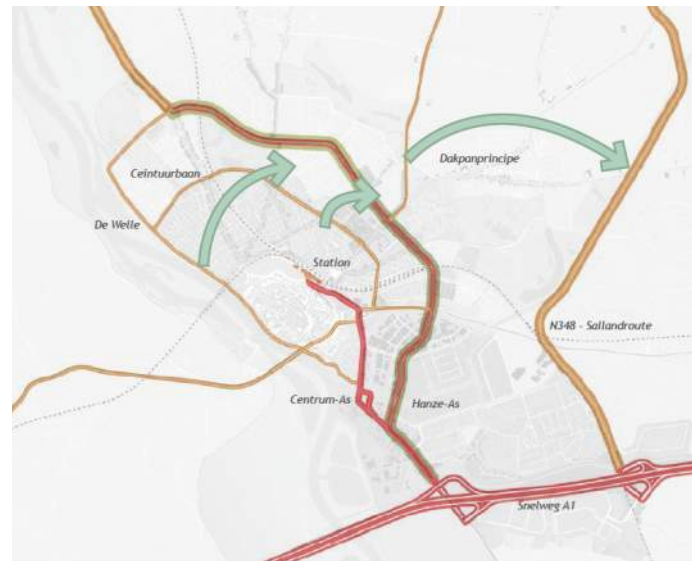 Ceintuurbaan
Dakpanprincipe
De Welle
Station
N348 - Sallandroute
Centrum-As
Hanze-As
Snelweg A1